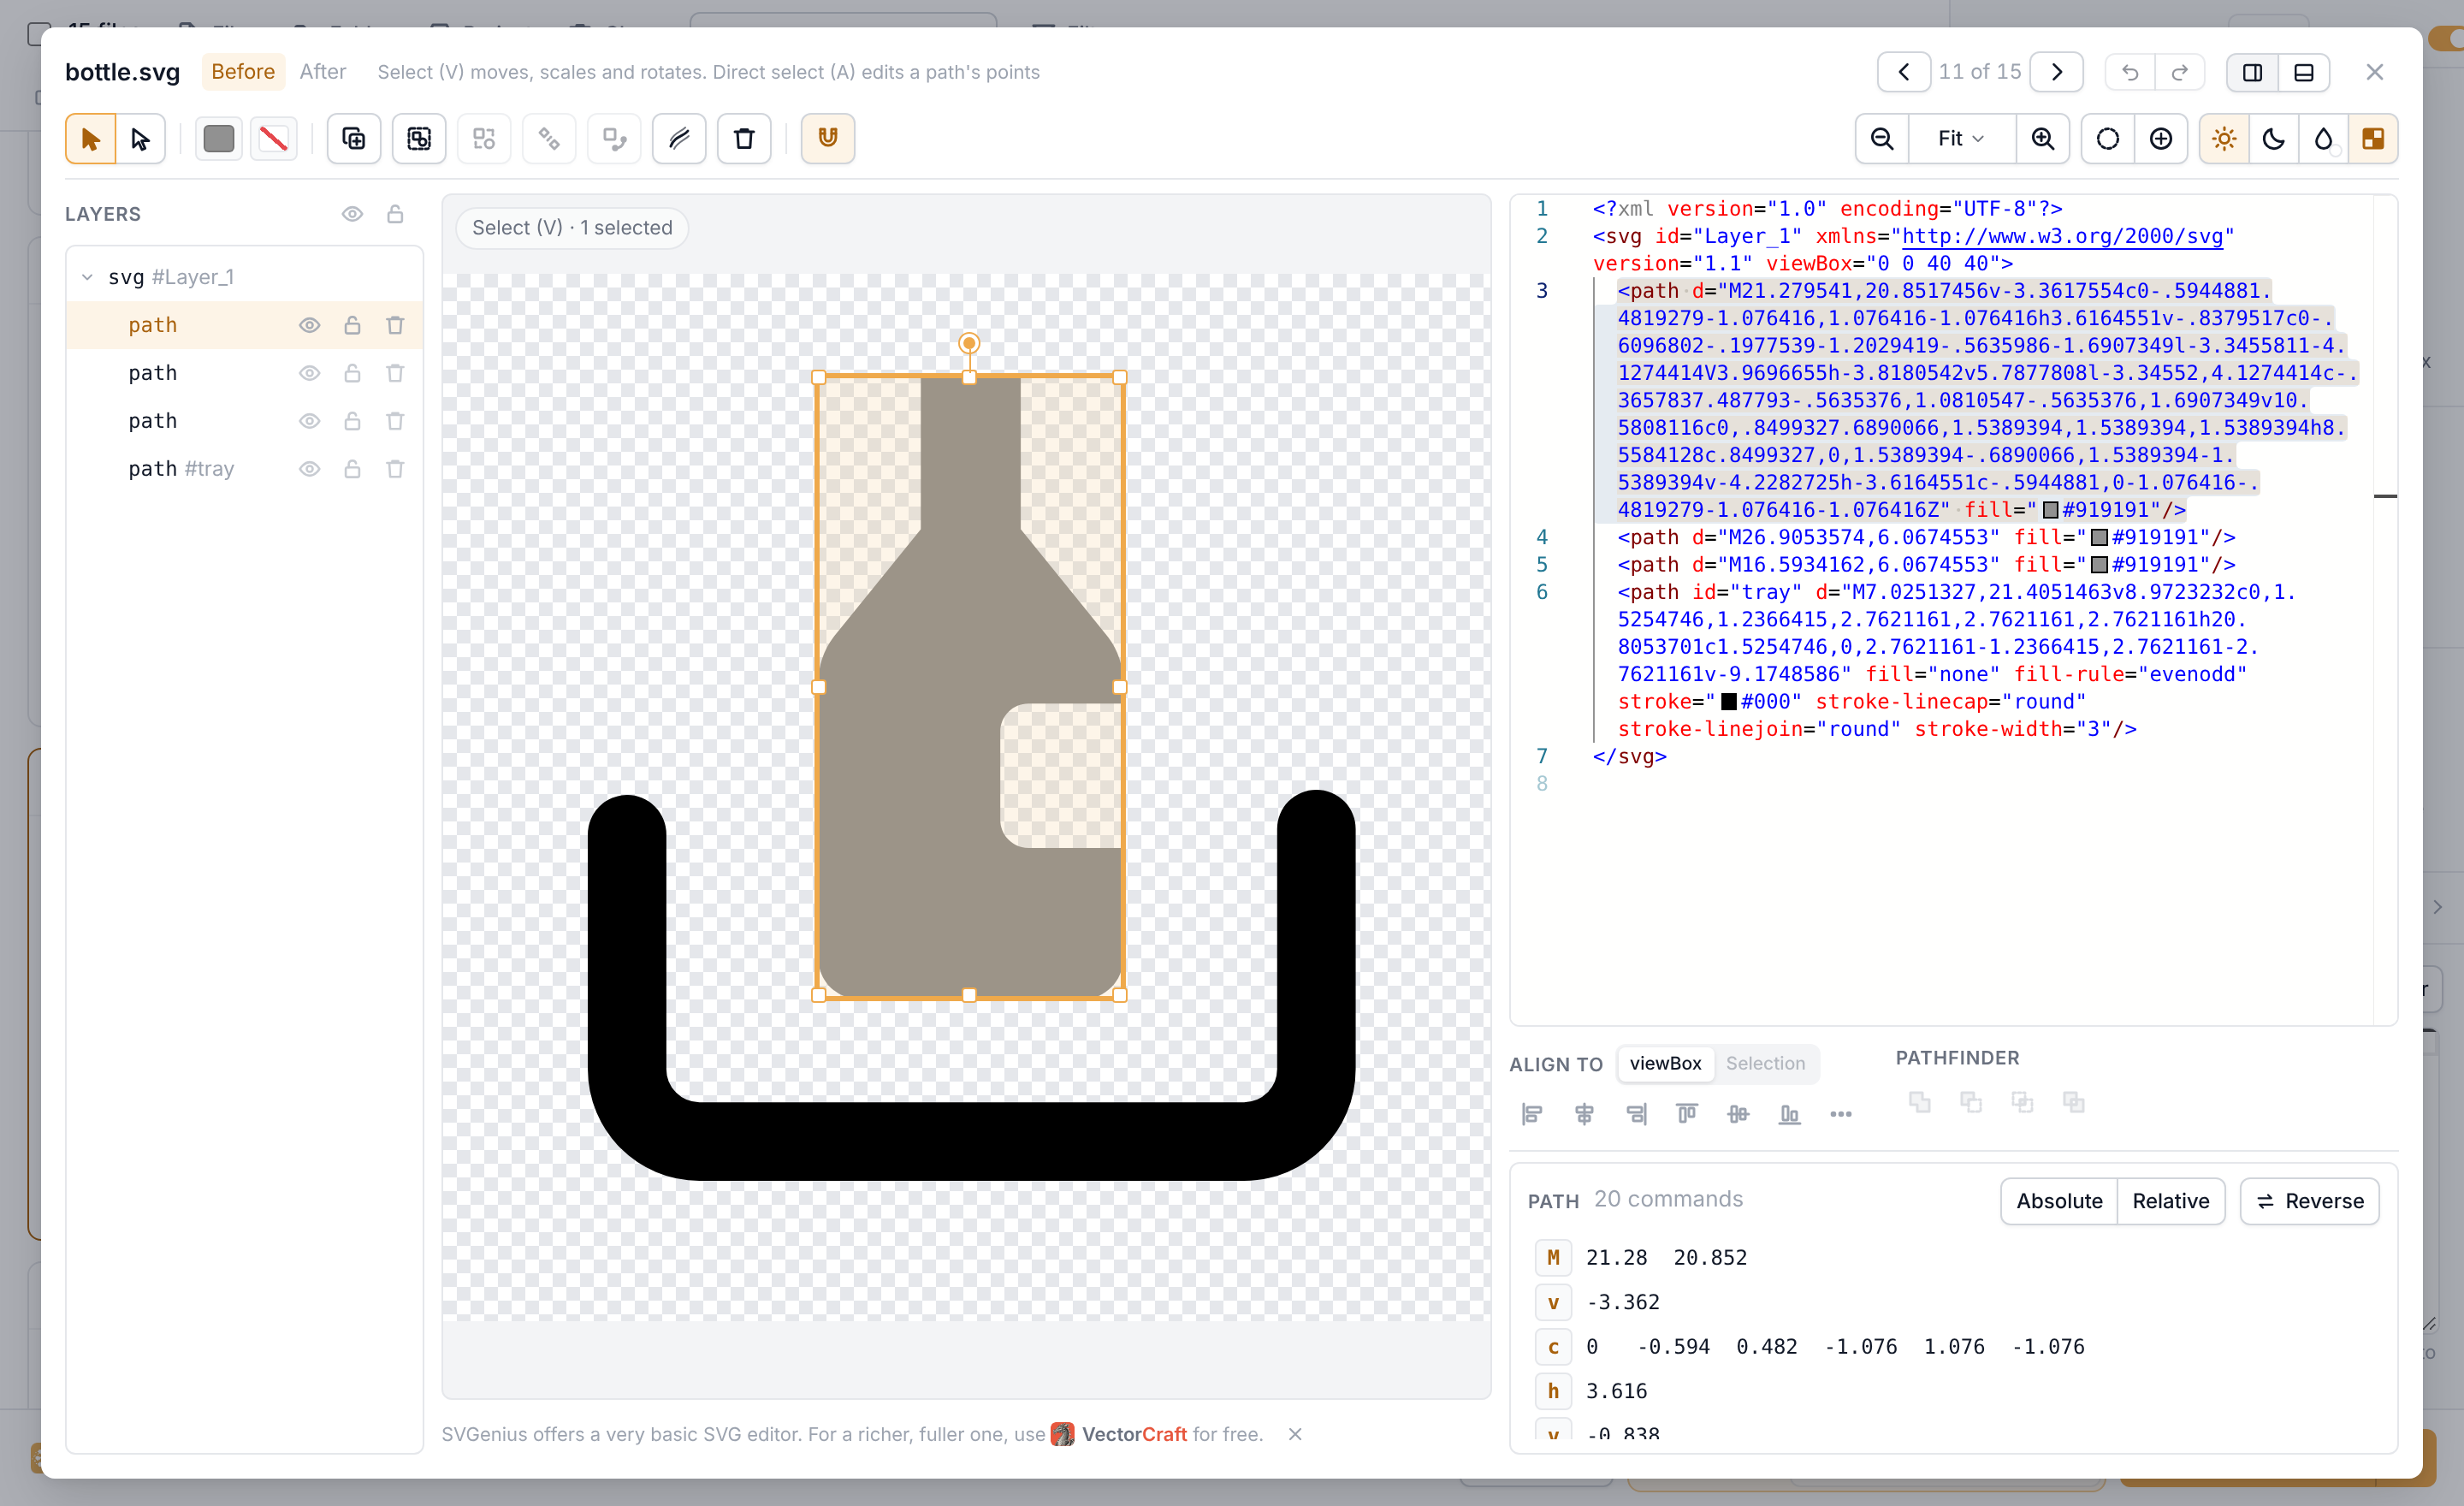 bottle.svg Before After Select (V) moves, scales and rotates. Direct select (A) edits a path's points 11 of 15
Fit
LAYERS
svg #Layer_1
path
path
path
path #tray
Select (V) · 1 selected
1 <?xml version="1.0" encoding="UTF-8"?>
2 <svg id="Layer_1" xmlns="http://www.w3.org/2000/svg"
version="1.1" viewBox="0 0 40 40">
3 <path·d="M21.279541,20.8517456v-3.3617554c0-.5944881.
4819279-1.076416,1.076416-1.076416h3.6164551v-.8379517c0-.
6096802-.1977539-1.2029419-.5635986-1.6907349l-3.3455811-4.
1274414V3.9696655h-3.8180542v5.7877808l-3.34552,4.1274414c-.
3657837.487793-.5635376,1.0810547-.5635376,1.6907349v10.
5808116c0,.8499327.6890066,1.5389394,1.5389394,1.5389394h8.
5584128c.8499327,0,1.5389394-.6890066,1.5389394-1.
5389394v-4.2282725h-3.6164551c-.5944881,0-1.076416-.
4819279-1.076416-1.076416Z"·fill="#919191"/>
4 <path d="M26.9053574,6.0674553" fill="#919191"/>
5 <path d="M16.5934162,6.0674553" fill="#919191"/>
6 <path id="tray" d="M7.0251327,21.4051463v8.9723232c0,1.
5254746,1.2366415,2.7621161,2.7621161,2.7621161h20.
8053701c1.5254746,0,2.7621161-1.2366415,2.7621161-2.
7621161v-9.1748586" fill="none" fill-rule="evenodd"
stroke="#000" stroke-linecap="round"
stroke-linejoin="round" stroke-width="3"/>
7 </svg>
8
ALIGN TO viewBox Selection PATHFINDER
PATH 20 commands Absolute Relative Reverse
M 21.28 20.852
v -3.362
c 0 -0.594 0.482 -1.076 1.076 -1.076
h 3.616
v -0.838
SVGenius offers a very basic SVG editor. For a richer, fuller one, use VectorCraft for free.